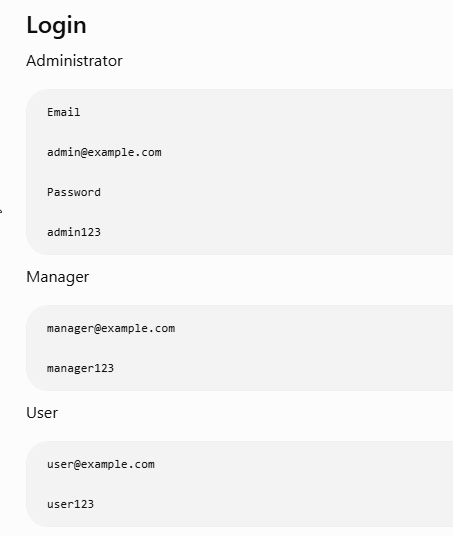 Login
Administrator
Email
admin@example.com
Password
admin123
Manager
manager@example.com
manager123
User
user@example.com
user123